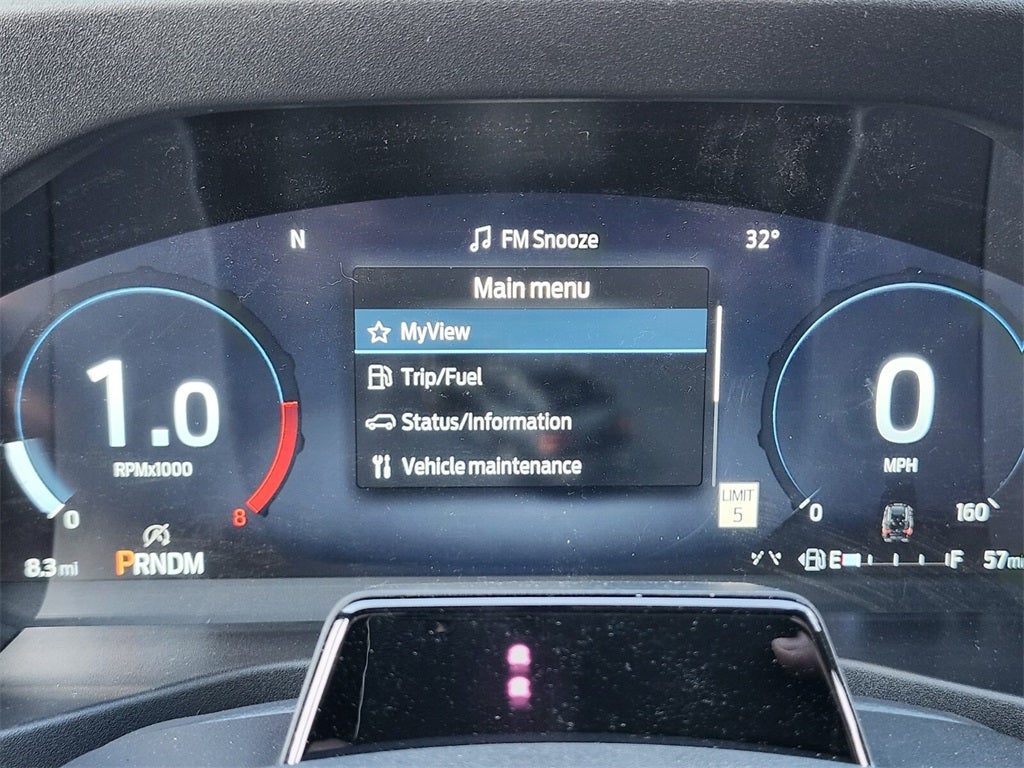 N
FM Snooze
32°
Main menu
MyView
Trip/Fuel
Status/Information
Vehicle maintenance
1.0
RPMx1000
0
8
8.3 mi
PRNDM
0
MPH
0
160
LIMIT
5
E
F
57mi